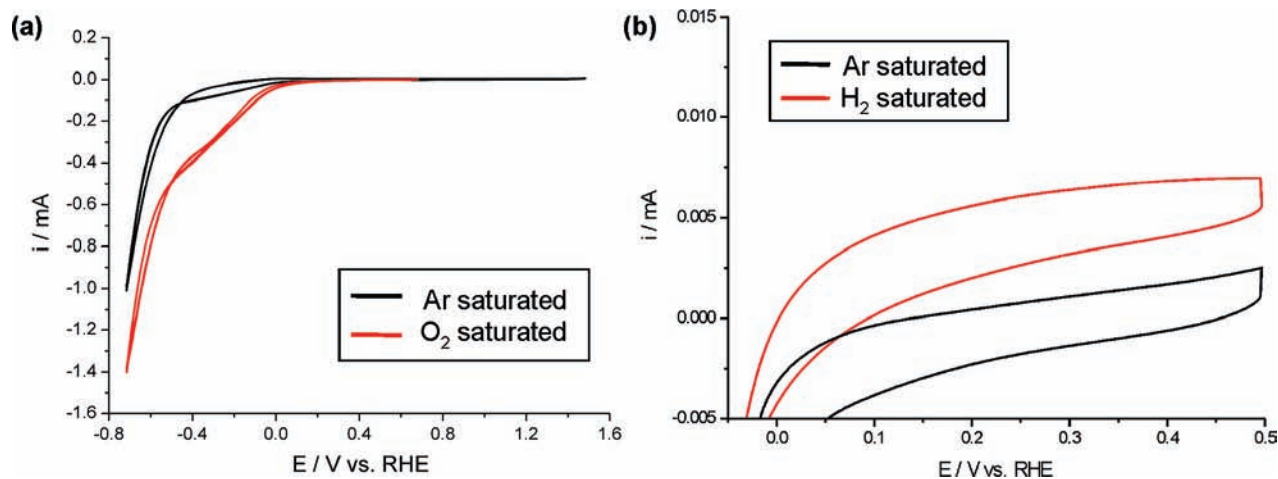 (a)
0.2
0.0
-0.2
-0.4
-0.6
-0.8
-1.0
-1.2
-1.4
-1.6
i / mA
Ar saturated
O₂ saturated
-0.8 -0.4 0.0 0.4 0.8 1.2 1.6
E / V vs. RHE
(b)
0.015
0.010
0.005
0.000
-0.005
i / mA
Ar saturated
H₂ saturated
0.0 0.1 0.2 0.3 0.4 0.5
E / V vs. RHE